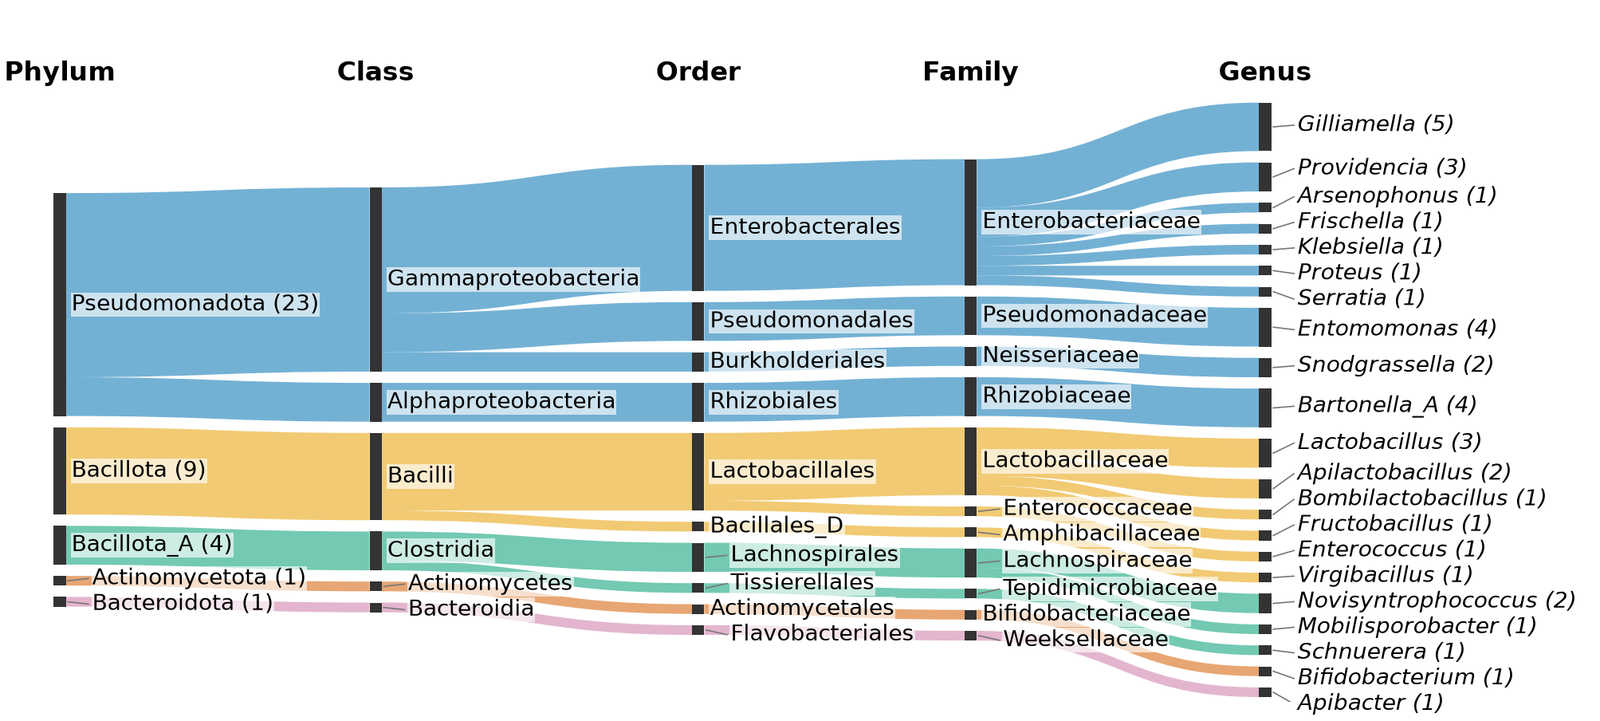 Phylum
Class
Order
Family
Genus
Pseudomonadota (23)
Bacillota (9)
Bacillota_A (4)
Actinomycetota (1)
Bacteroidota (1)
Gammaproteobacteria
Alphaproteobacteria
Bacilli
Clostridia
Actinomycetes
Bacteroidia
Enterobacterales
Pseudomonadales
Burkholderiales
Rhizobiales
Lactobacillales
Bacillales_D
Lachnospirales
Tissierellales
Actinomycetales
Flavobacteriales
Enterobacteriaceae
Pseudomonadaceae
Neisseriaceae
Rhizobiaceae
Lactobacillaceae
Enterococcaceae
Amphibacillaceae
Lachnospiraceae
Tepidimicrobiaceae
Bifidobacteriaceae
Weeksellaceae
Gilliamella (5)
Providencia (3)
Arsenophonus (1)
Frischella (1)
Klebsiella (1)
Proteus (1)
Serratia (1)
Entomomonas (4)
Snodgrassella (2)
Bartonella_A (4)
Lactobacillus (3)
Apilactobacillus (2)
Bombilactobacillus (1)
Fructobacillus (1)
Enterococcus (1)
Virgibacillus (1)
Novisyntrophococcus (2)
Mobilisporobacter (1)
Schnuerera (1)
Bifidobacterium (1)
Apibacter (1)